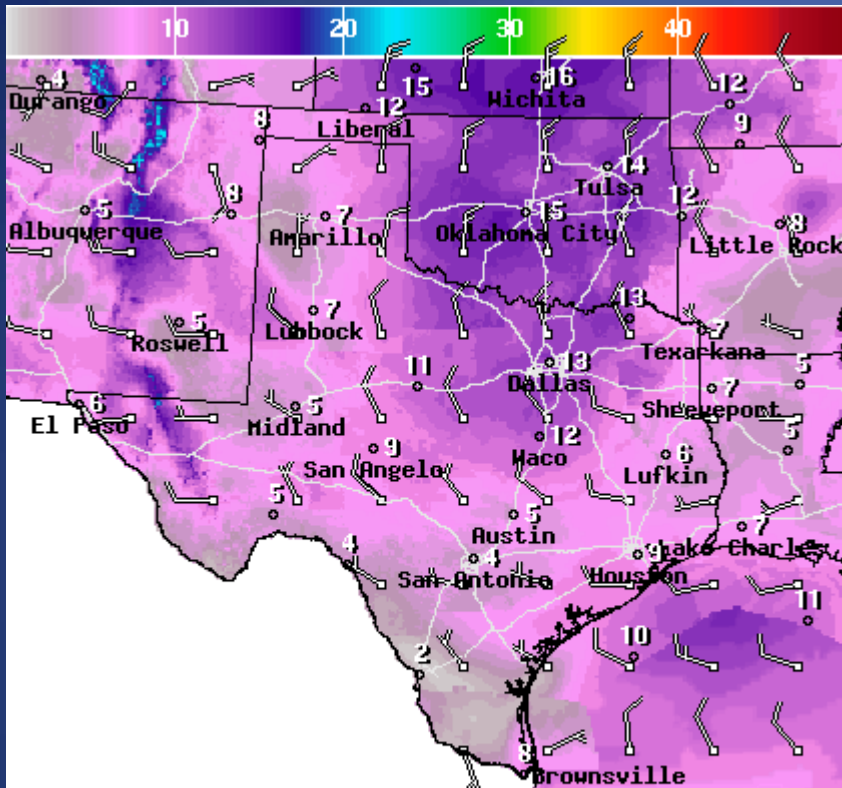 10 20 30 40
4 15 16 12
Durango Wichita
12
Liberal
8 9
14
Tulsa
5 8 7 15 12 8
Albuquerque Amarillo Oklahoma City Little Rock
5 7 13 7
Roswell Lubbock Texarkana
13
Dallas
11 7 5
6 5 Shreveport
El Paso Midland
12
9 Waco 6 5
San Angelo Lufkin
5 5 7
Austin
4 4 9 Lake Charles
San Antonio Houston
11
2 10
8
Brownsville